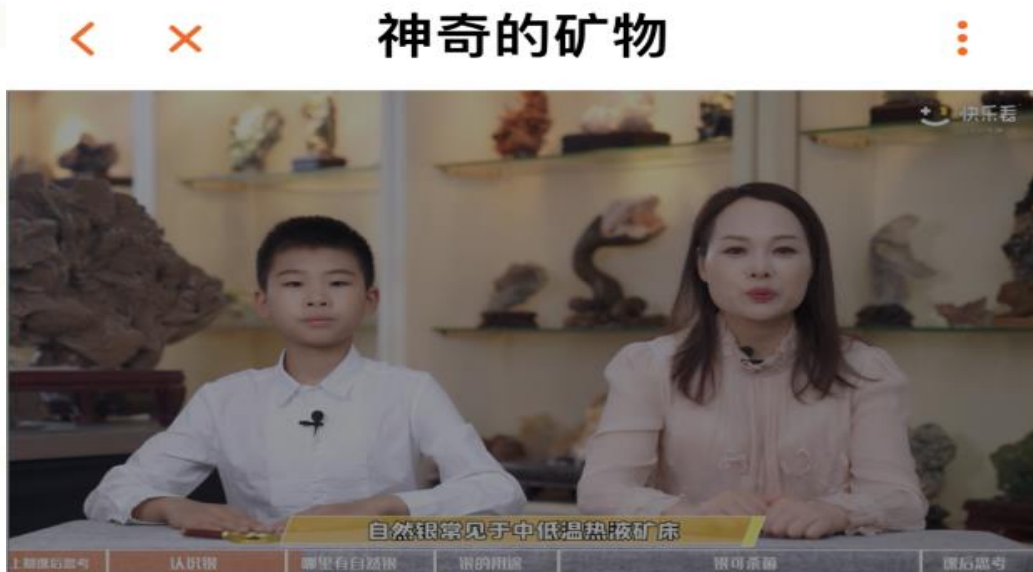 神奇的矿物
快乐看
自然银常见于中低温热液矿床
上期课后思考
认识银
哪里有自然银
银的用途
银可杀菌
课后思考